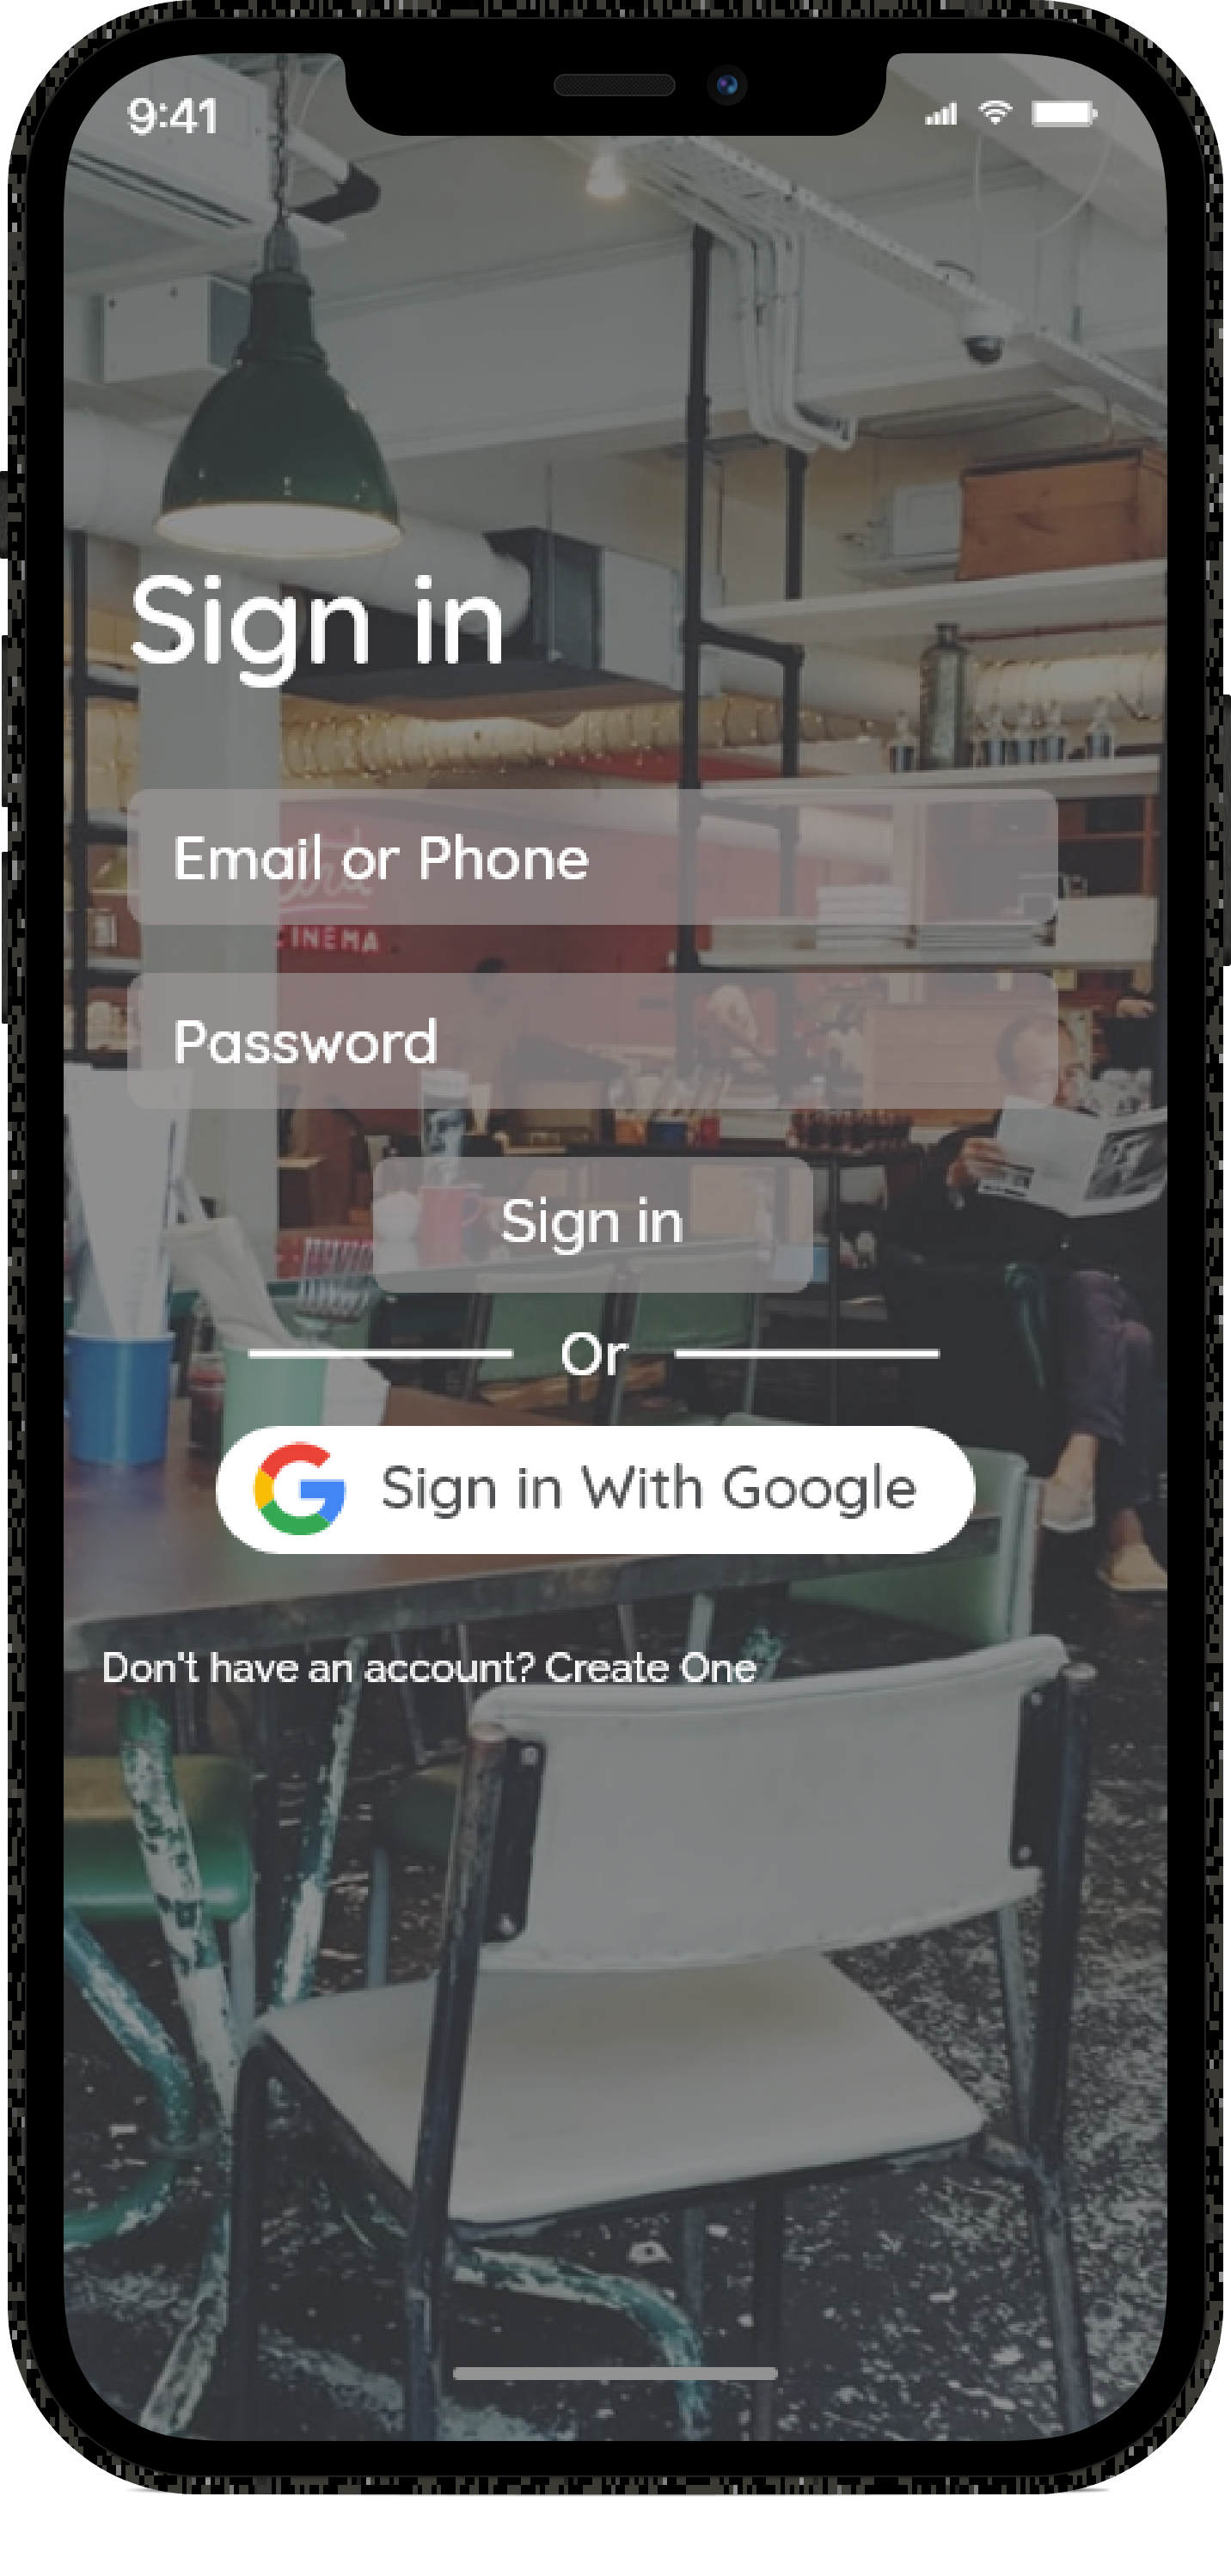 9:41
Sign in
Email or Phone
CINEMA
Password
Sign in
Or
Sign in With Google
Don't have an account? Create One